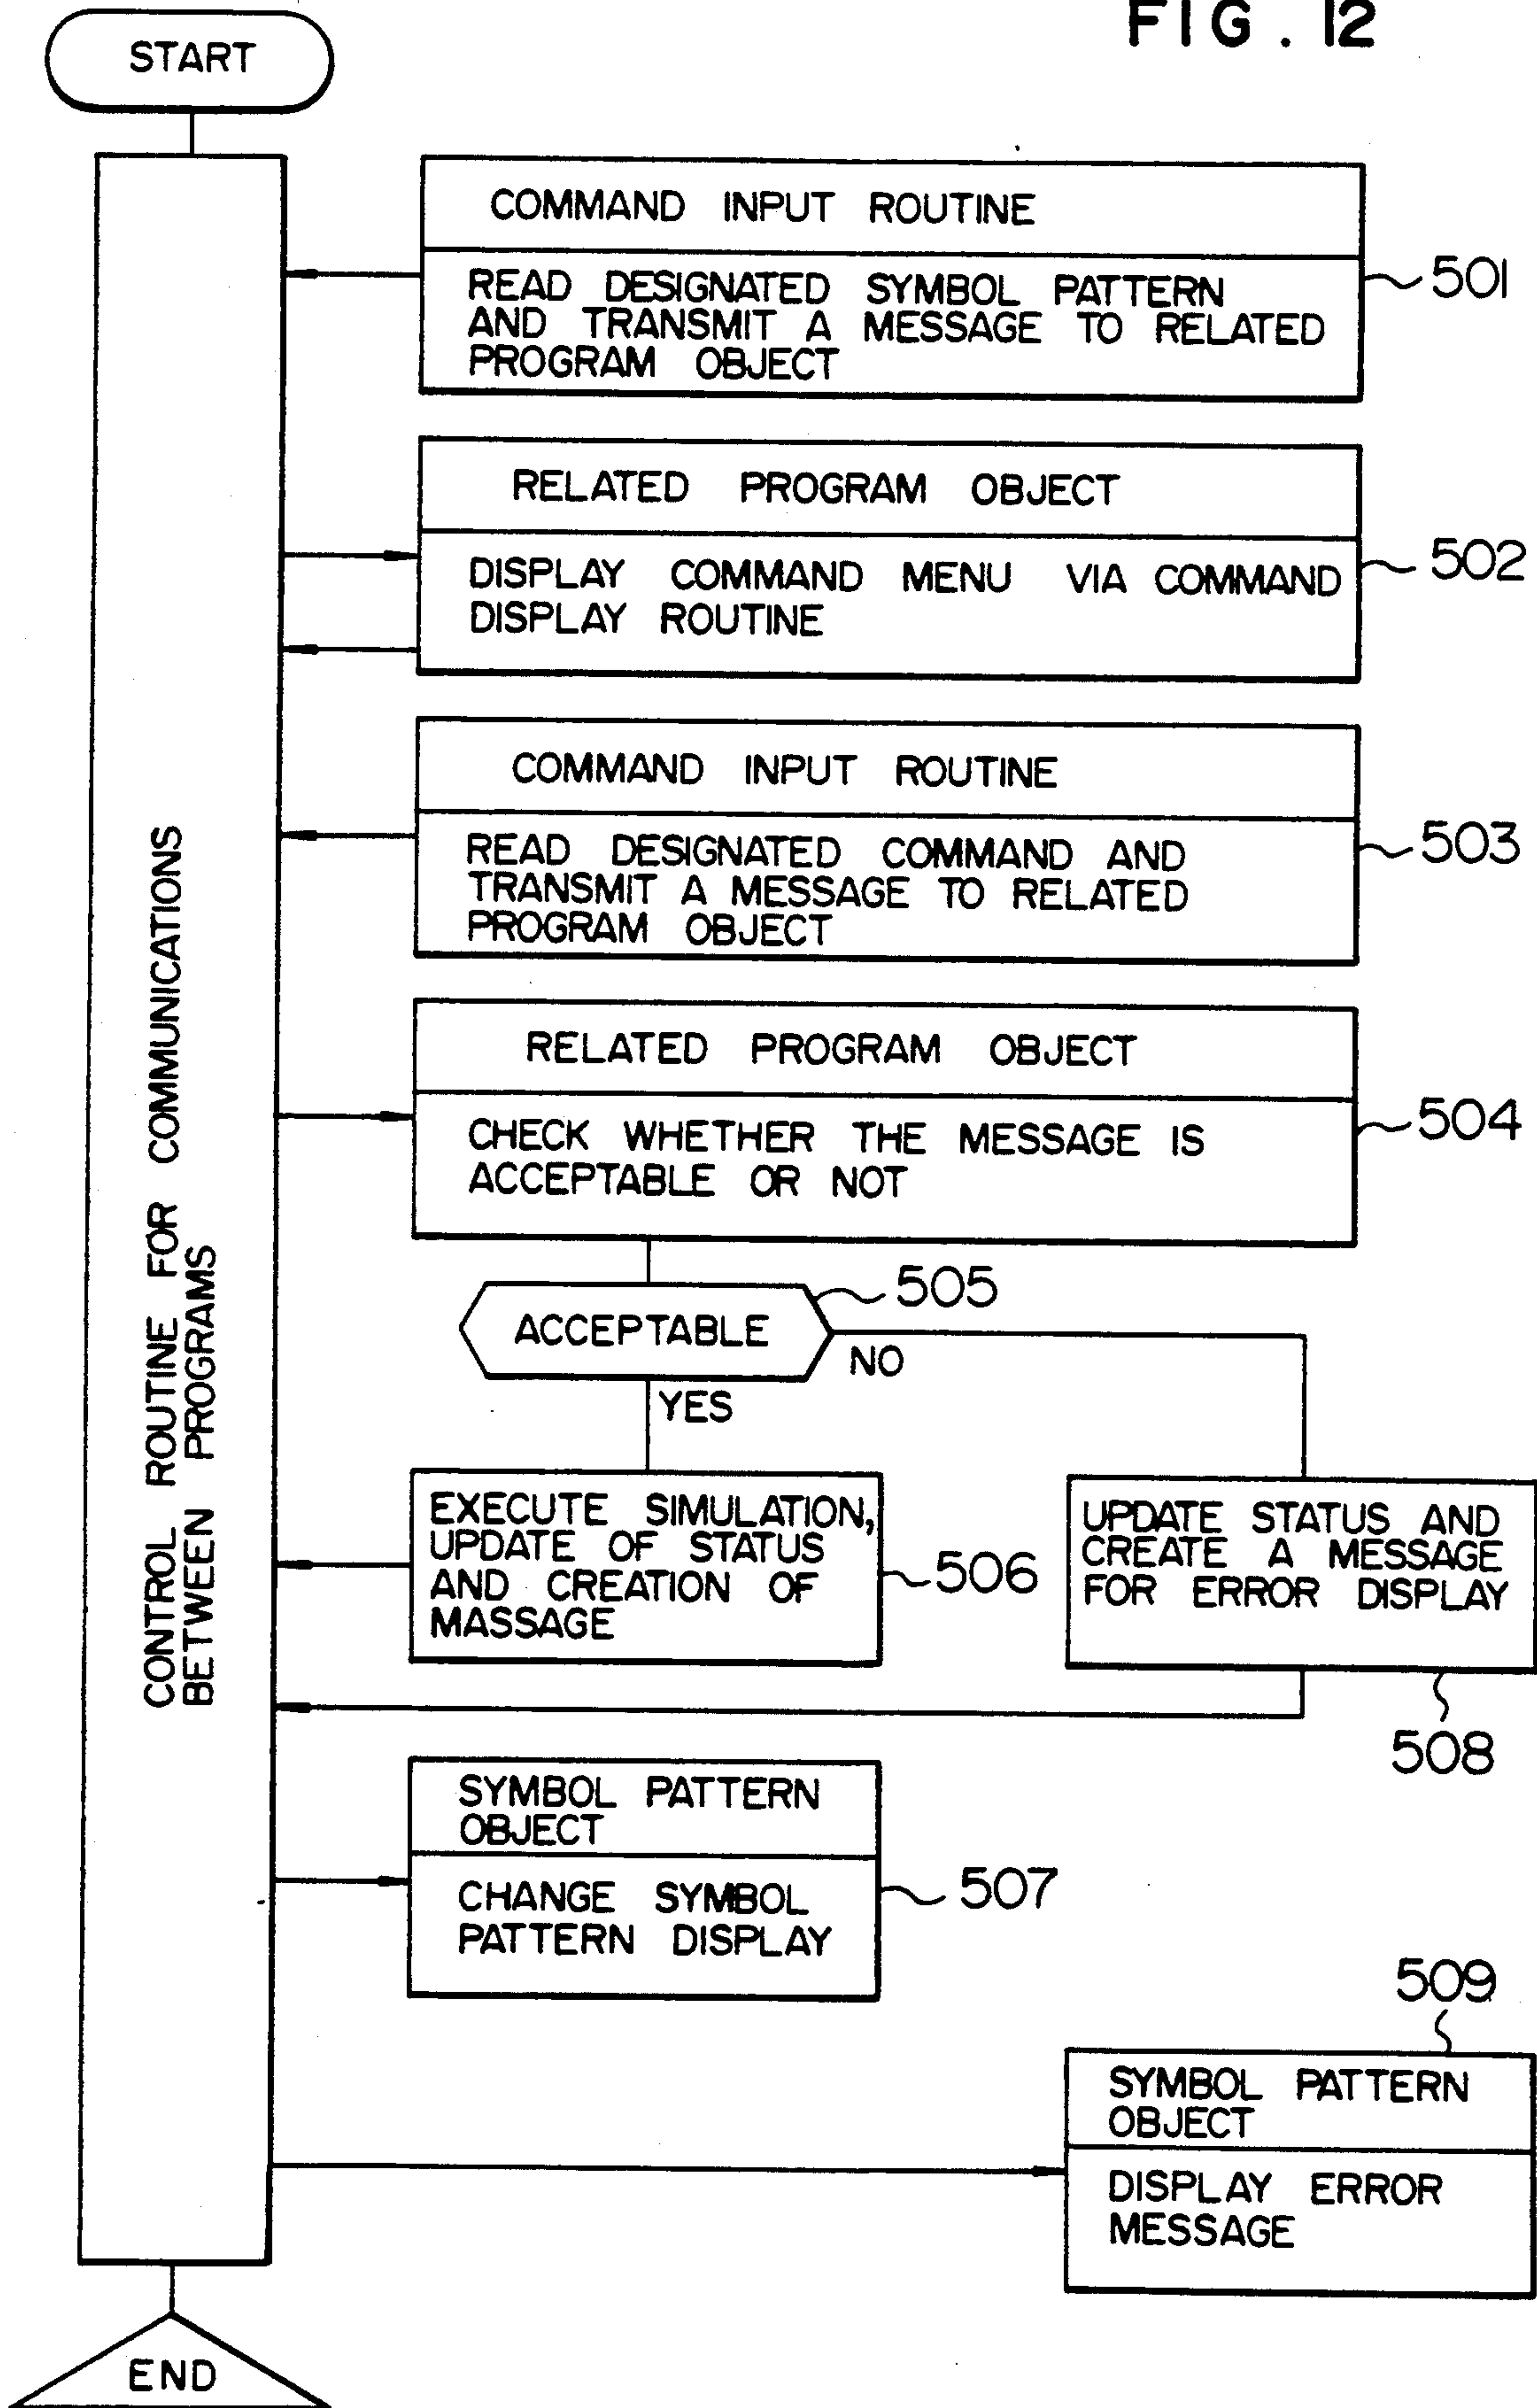 FIG. 12
START
CONTROL ROUTINE FOR COMMUNICATIONS
BETWEEN PROGRAMS
COMMAND INPUT ROUTINE
READ DESIGNATED SYMBOL PATTERN
AND TRANSMIT A MESSAGE TO RELATED
PROGRAM OBJECT
501
RELATED PROGRAM OBJECT
DISPLAY COMMAND MENU VIA COMMAND
DISPLAY ROUTINE
502
COMMAND INPUT ROUTINE
READ DESIGNATED COMMAND AND
TRANSMIT A MESSAGE TO RELATED
PROGRAM OBJECT
503
RELATED PROGRAM OBJECT
CHECK WHETHER THE MESSAGE IS
ACCEPTABLE OR NOT
504
ACCEPTABLE
505
NO
YES
EXECUTE SIMULATION,
UPDATE OF STATUS
AND CREATION OF
MASSAGE
506
UPDATE STATUS AND
CREATE A MESSAGE
FOR ERROR DISPLAY
508
SYMBOL PATTERN
OBJECT
CHANGE SYMBOL
PATTERN DISPLAY
507
509
SYMBOL PATTERN
OBJECT
DISPLAY ERROR
MESSAGE
END